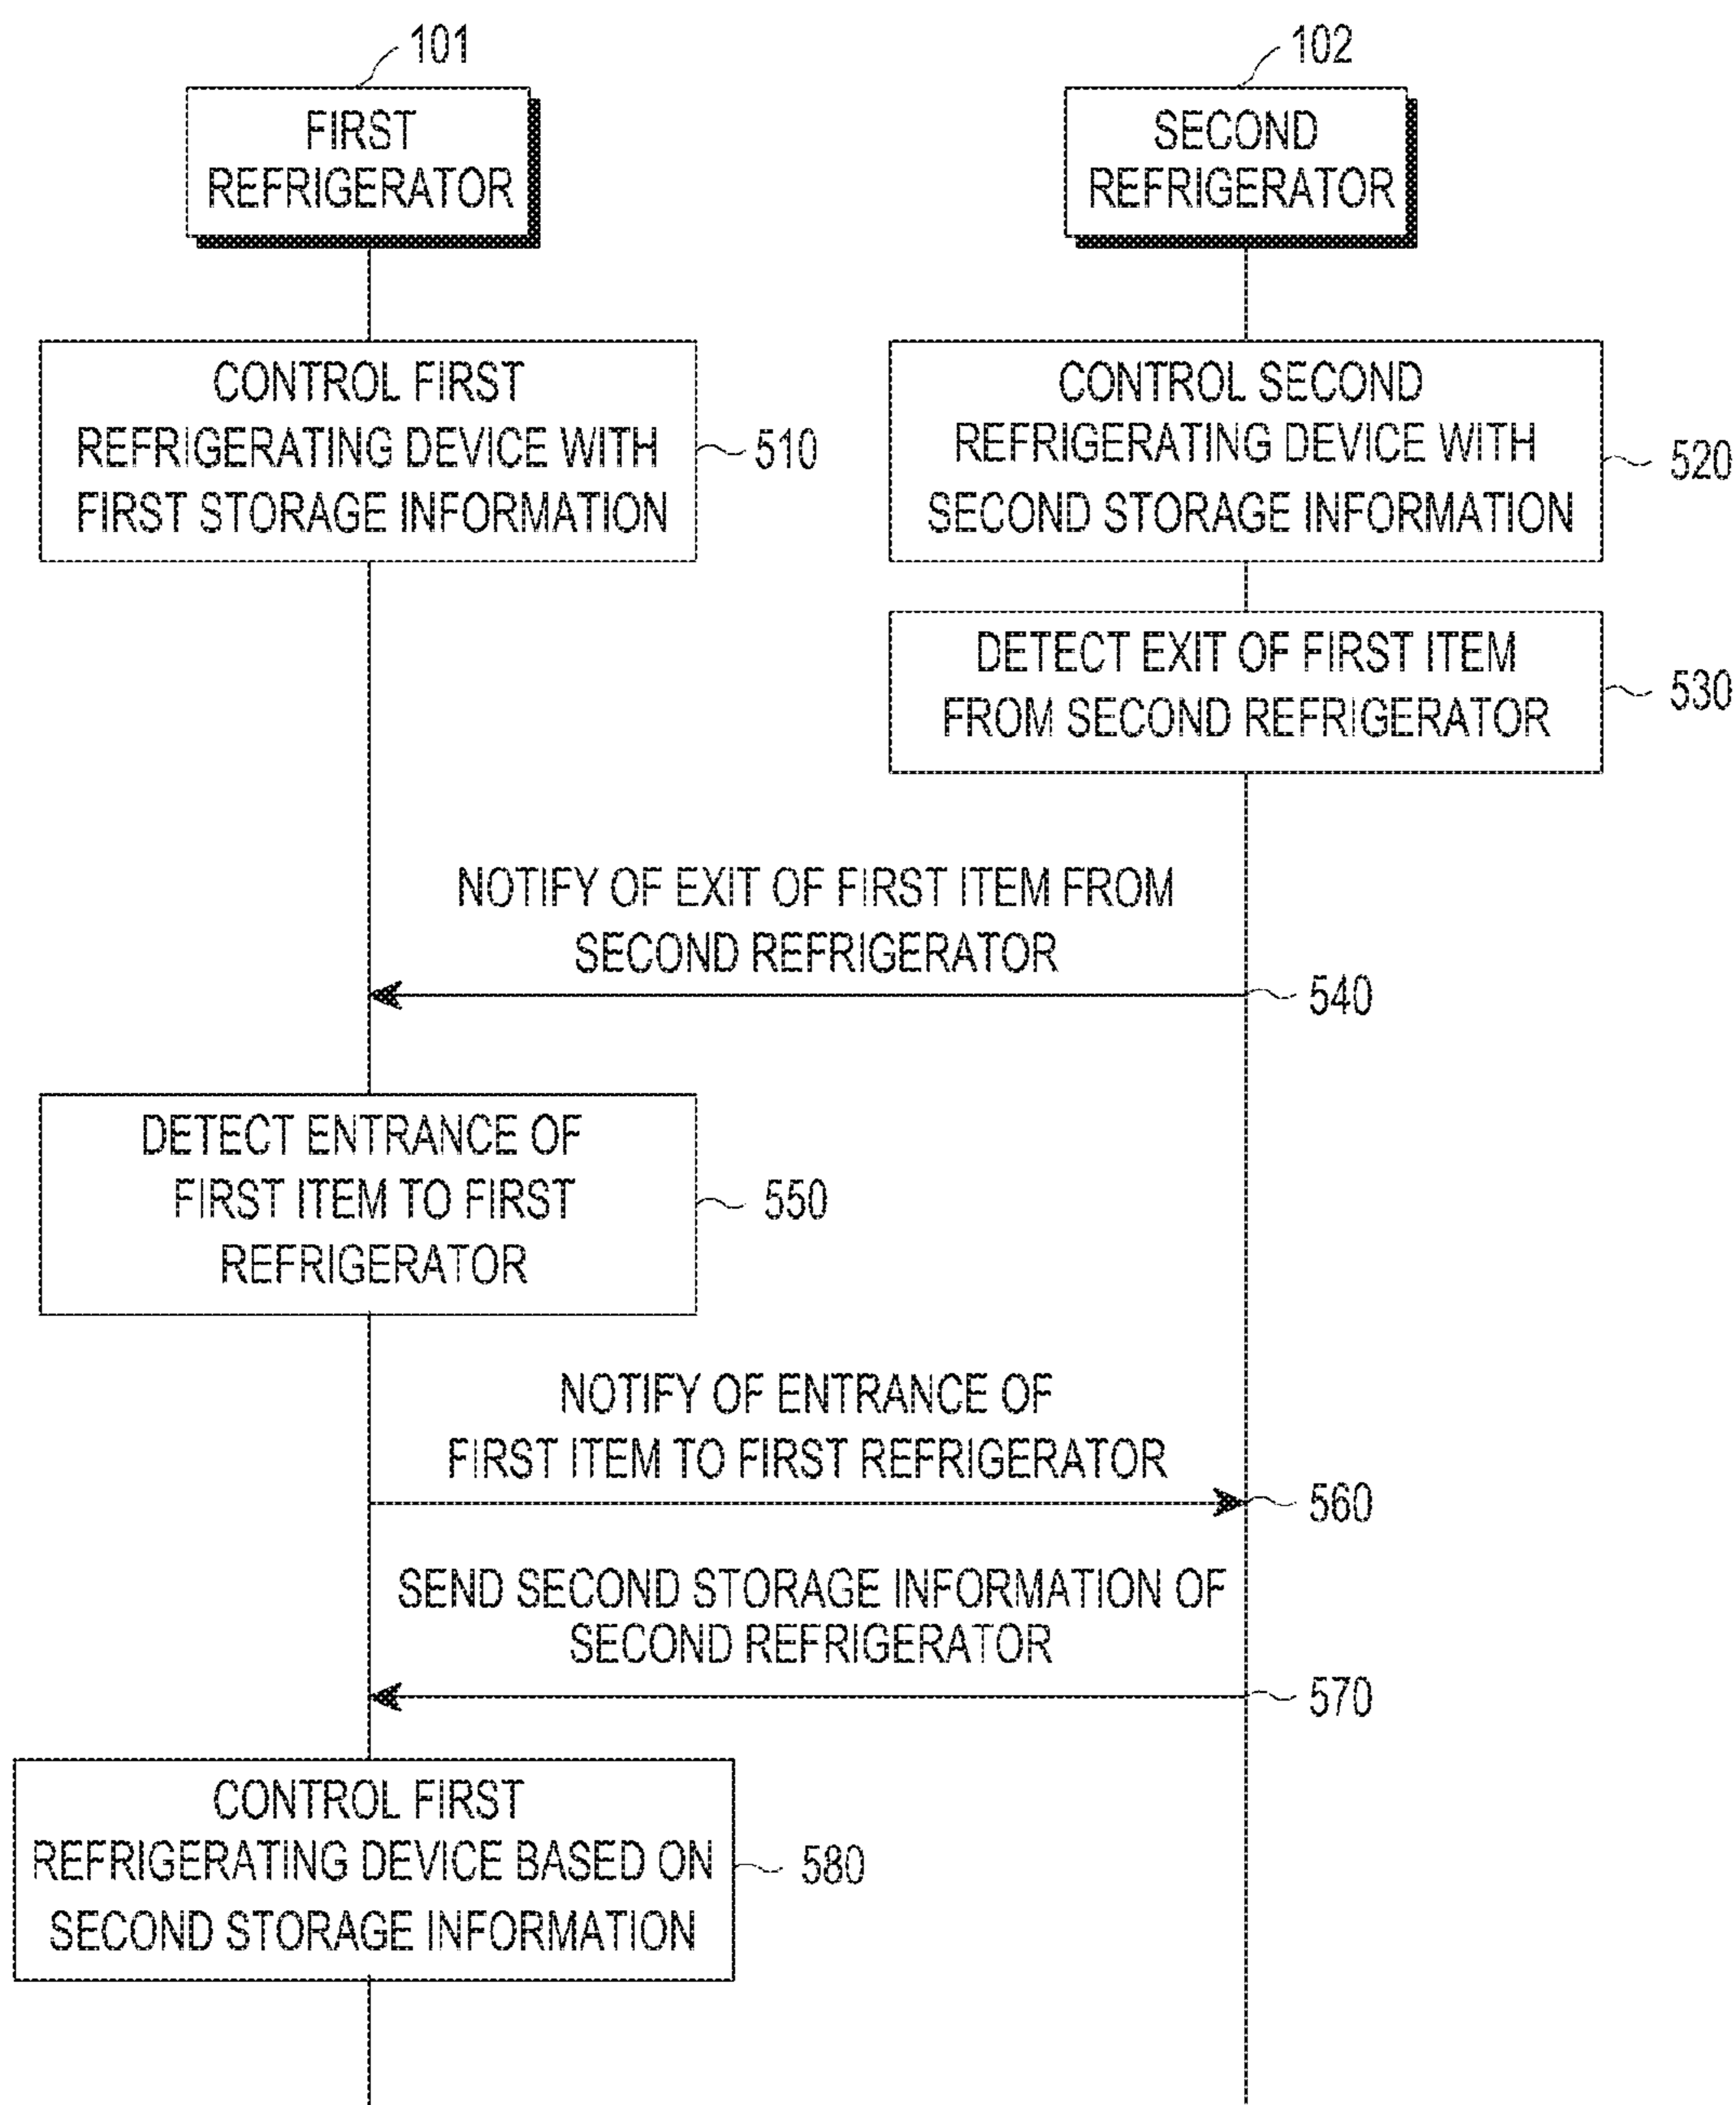 101
FIRST
REFRIGERATOR
102
SECOND
REFRIGERATOR
CONTROL FIRST
REFRIGERATING DEVICE WITH
FIRST STORAGE INFORMATION
510
CONTROL SECOND
REFRIGERATING DEVICE WITH
SECOND STORAGE INFORMATION
520
DETECT EXIT OF FIRST ITEM
FROM SECOND REFRIGERATOR
530
NOTIFY OF EXIT OF FIRST ITEM FROM
SECOND REFRIGERATOR
540
DETECT ENTRANCE OF
FIRST ITEM TO FIRST
REFRIGERATOR
550
NOTIFY OF ENTRANCE OF
FIRST ITEM TO FIRST REFRIGERATOR
560
SEND SECOND STORAGE INFORMATION OF
SECOND REFRIGERATOR
570
CONTROL FIRST
REFRIGERATING DEVICE BASED ON
SECOND STORAGE INFORMATION
580